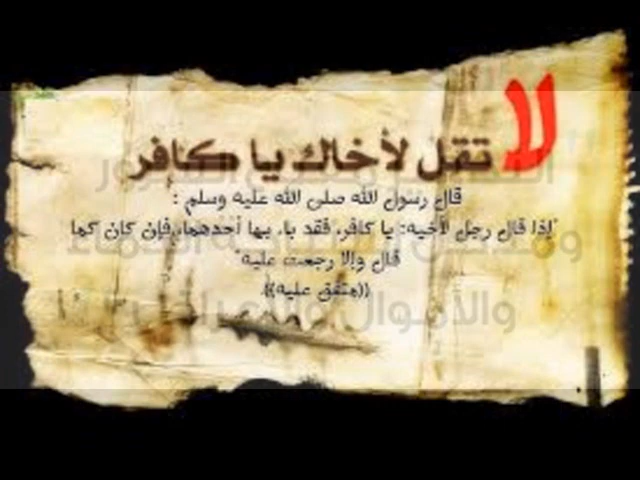 لا تقل لأخاك يا كافر
قال رسول الله صلى الله عليه وسلم :
"إذا قال رجل لأخيه: يا كافر، فقد باء بها أحدهما، فإن كان كما
قال وإلا رجعت عليه"
((متفق عليه))
والأموال